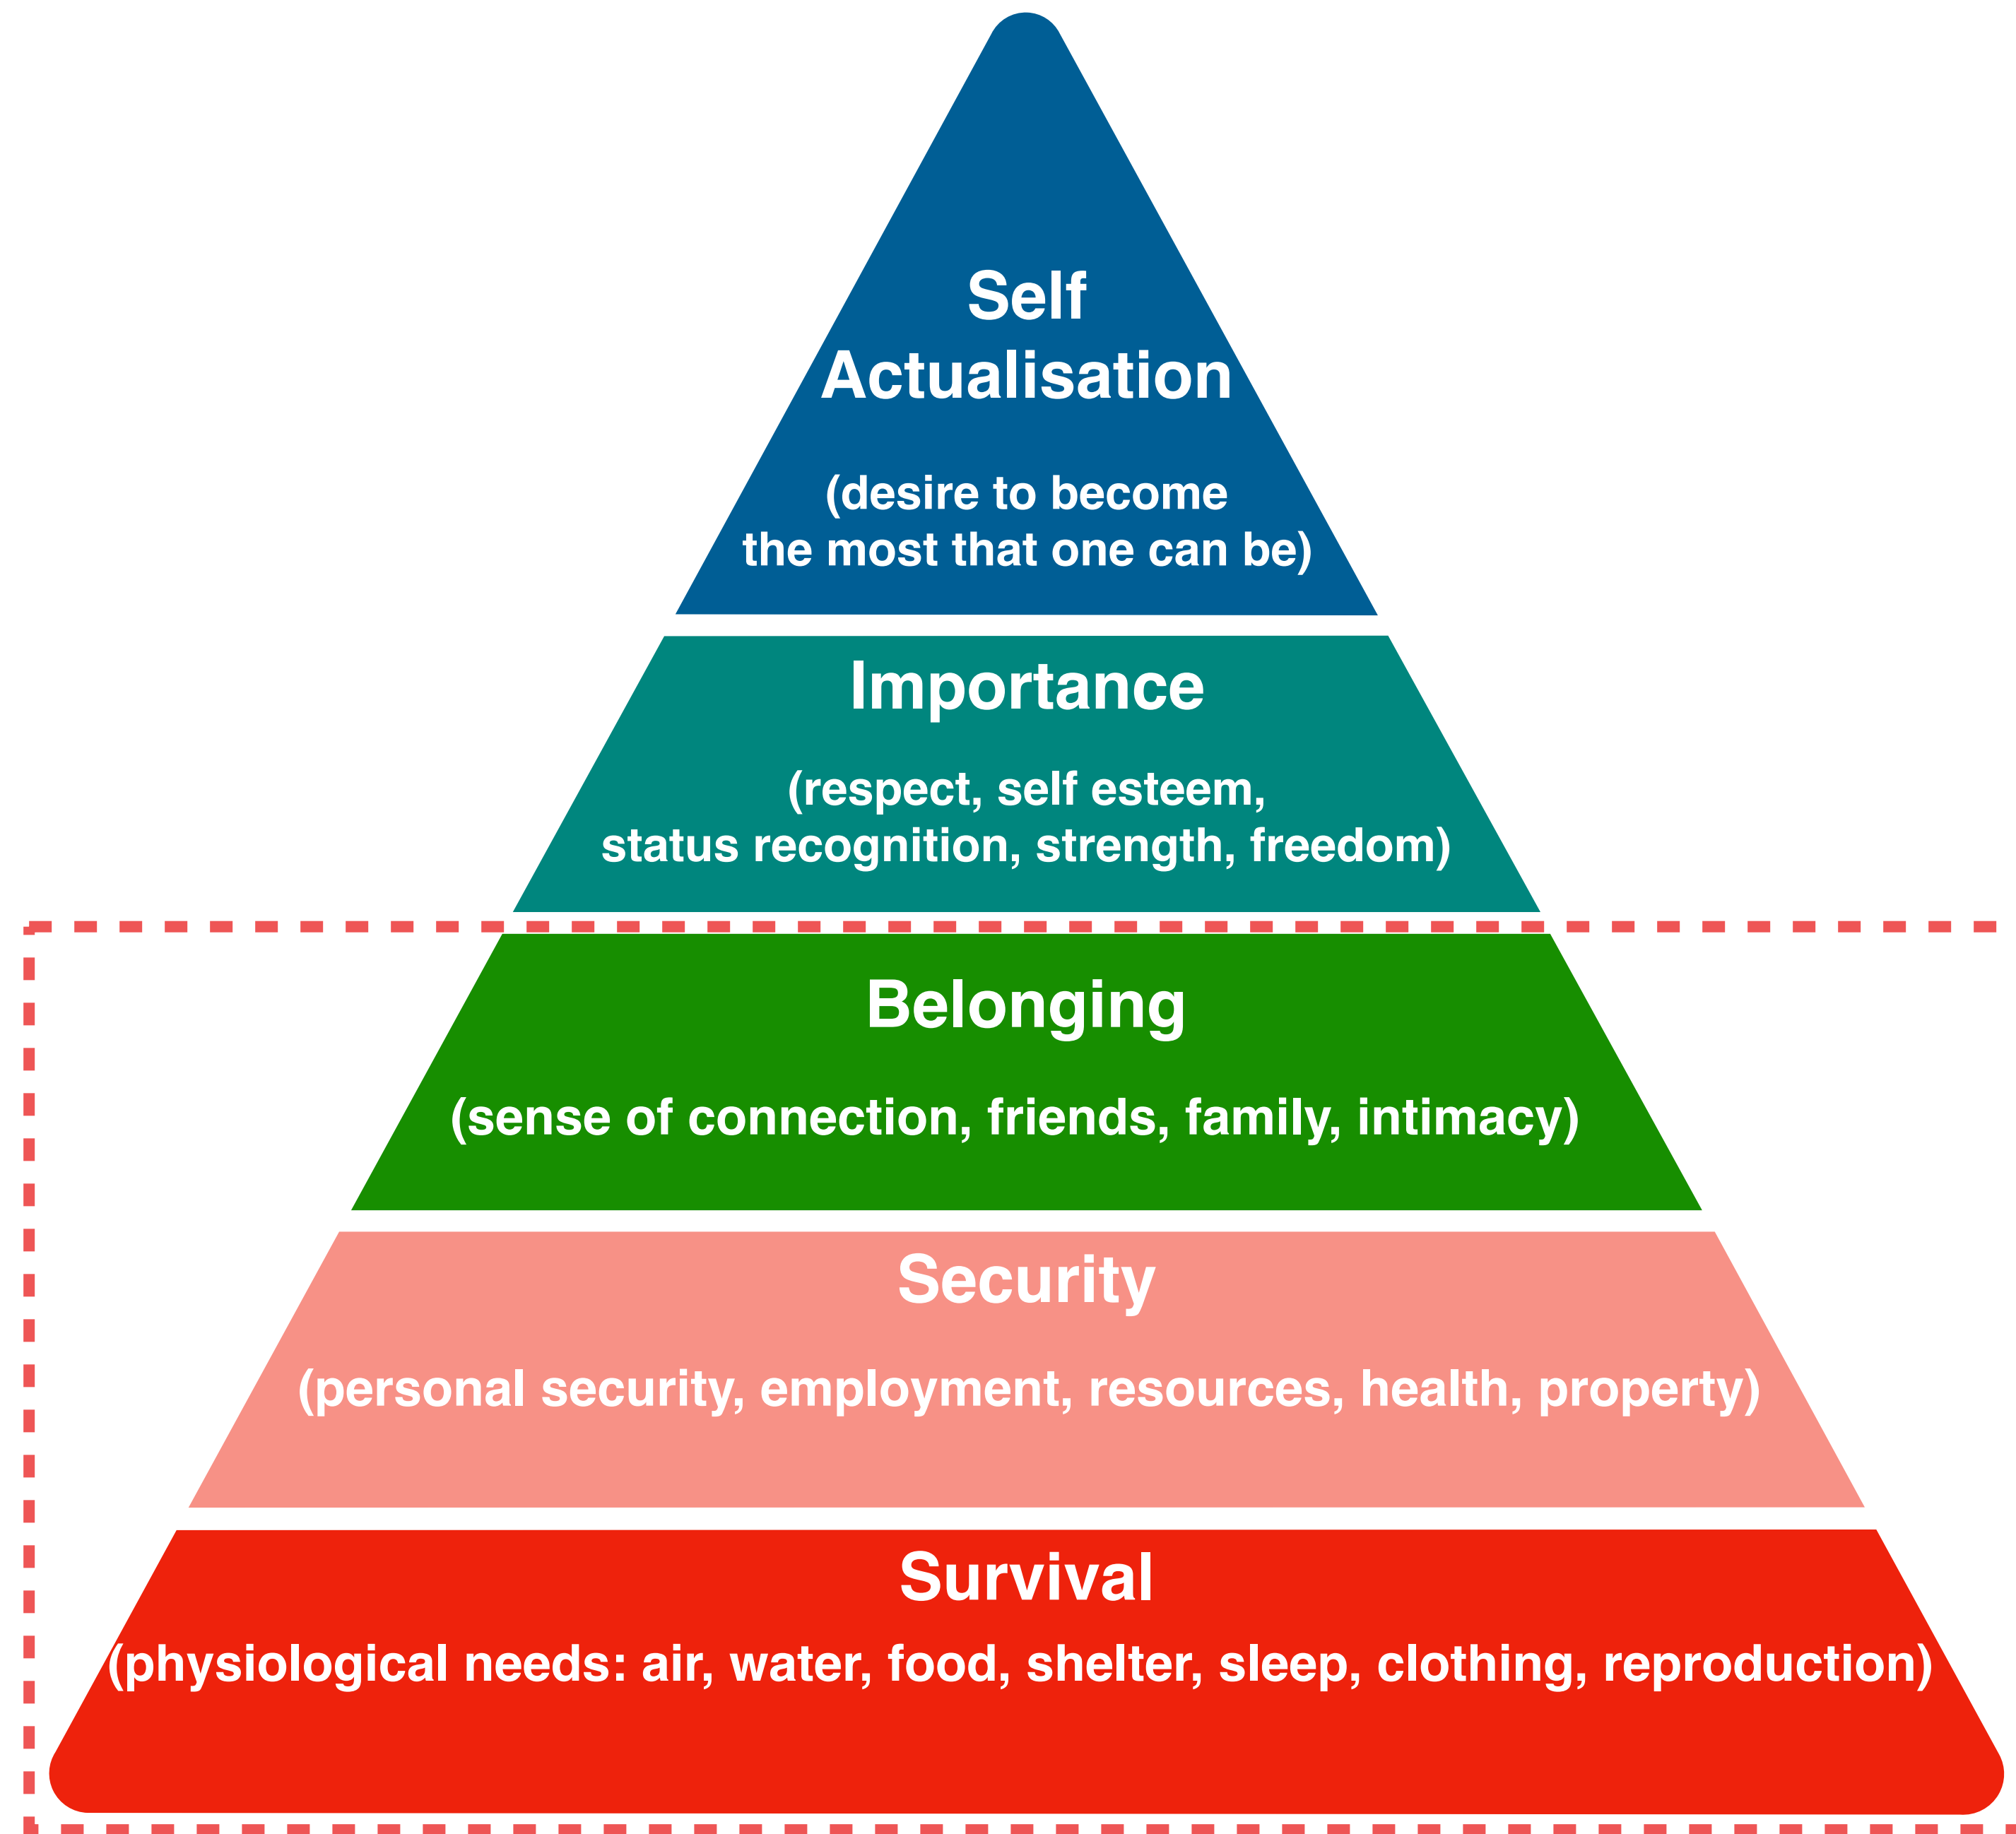 Self
Actualisation
(desire to become
the most that one can be)
Importance
(respect, self esteem,
status recognition, strength, freedom)
Belonging
(sense of connection, friends, family, intimacy)
Security
(personal security, employment, resources, health, property)
Survival
(physiological needs: air, water, food, shelter, sleep, clothing, reproduction)